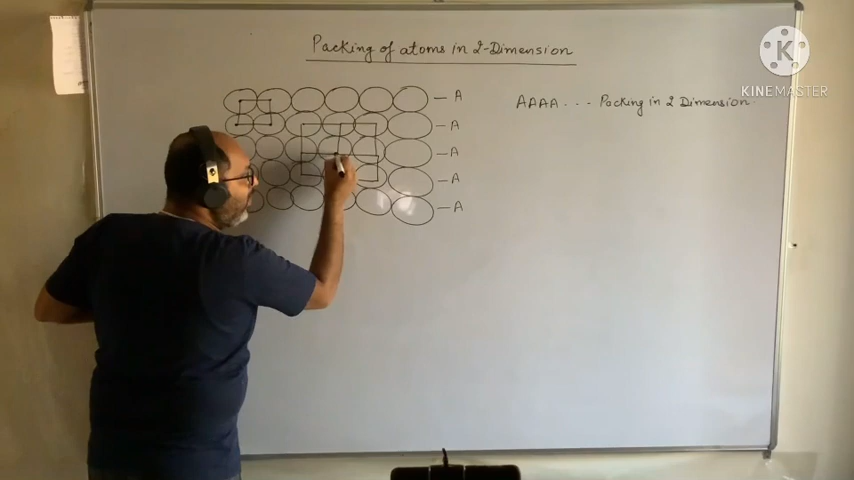 Packing of atoms in 2-Dimension
K
KINEMASTER
— A
AAAA... Packing in 2 Dimension.
— A
— A
— A
— A